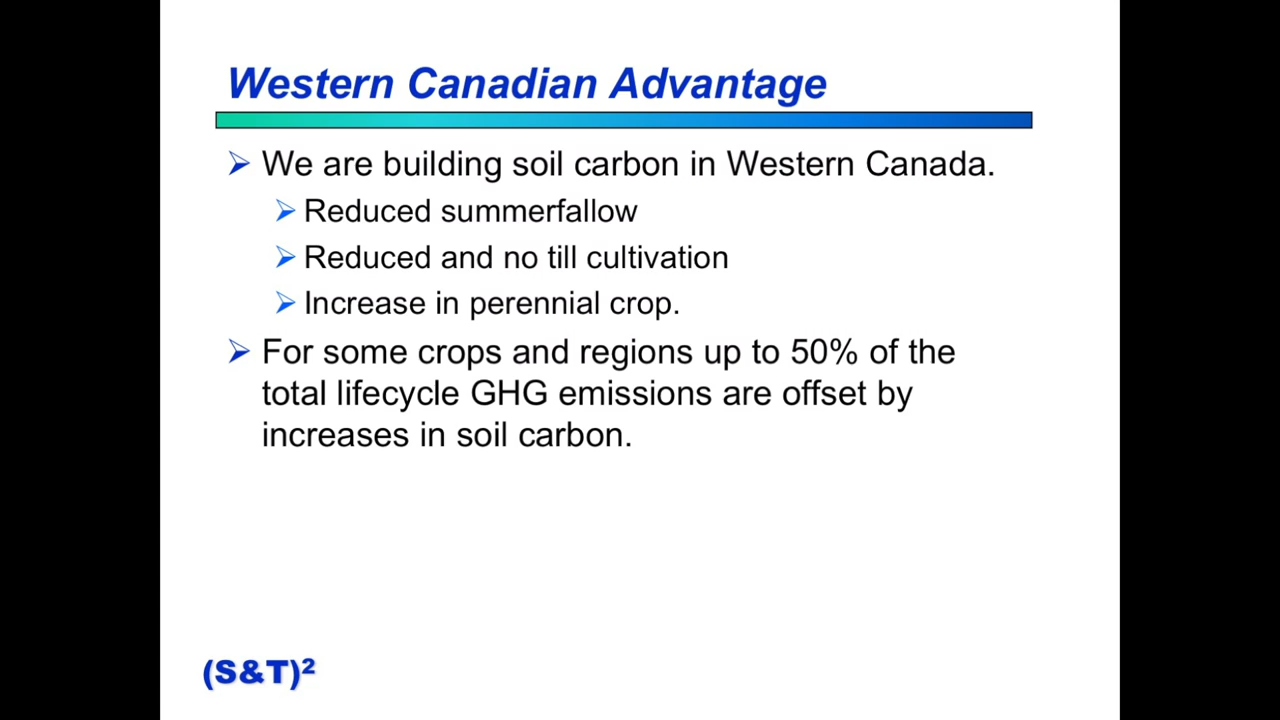 Western Canadian Advantage
We are building soil carbon in Western Canada.
Reduced summerfallow
Reduced and no till cultivation
Increase in perennial crop.
For some crops and regions up to 50% of the
total lifecycle GHG emissions are offset by
increases in soil carbon.
(S&T)²